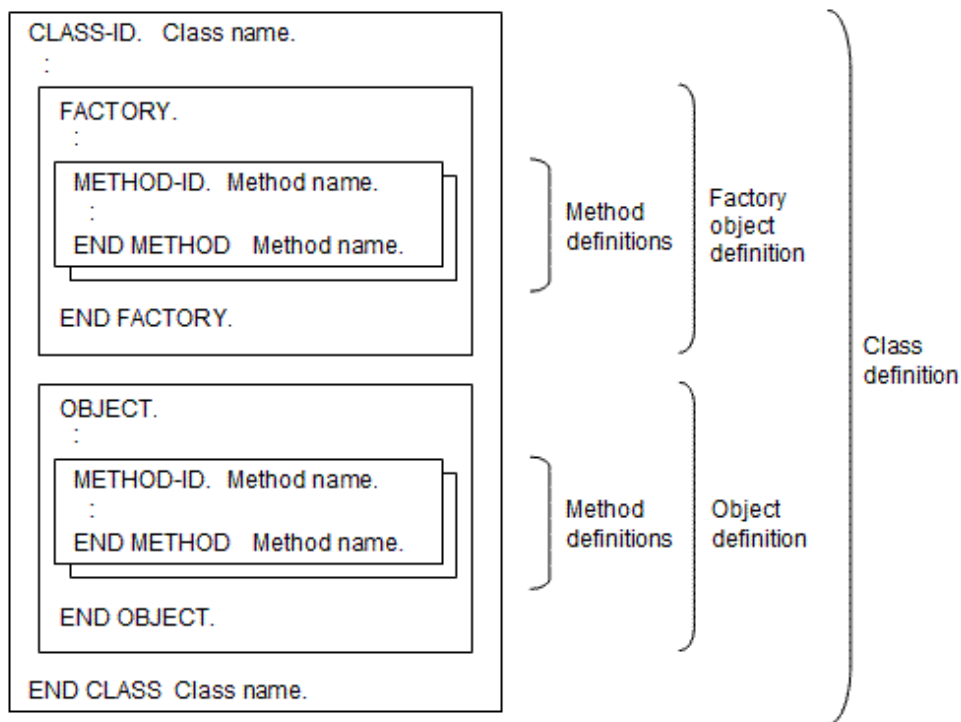 CLASS-ID. Class name.
:
FACTORY.
:
METHOD-ID. Method name.
:
END METHOD Method name.
END FACTORY.
OBJECT.
:
METHOD-ID. Method name.
:
END METHOD Method name.
END OBJECT.
END CLASS Class name.
Method
definitions
Factory
object
definition
Method
definitions
Object
definition
Class
definition